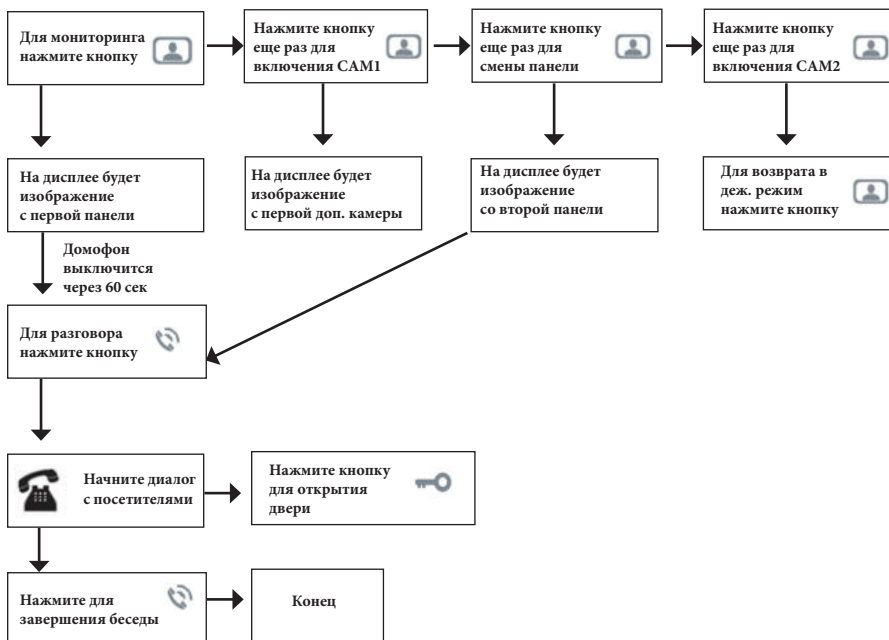 Для мониторинга
нажмите кнопку
Нажмите кнопку
еще раз для
включения САМ1
Нажмите кнопку
еще раз для
смены панели
Нажмите кнопку
еще раз для
включения САМ2
На дисплее будет
изображение
с первой панели
На дисплее будет
изображение
с первой доп. камеры
На дисплее будет
изображение
со второй панели
Для возврата в
деж. режим
нажмите кнопку
Домофон
выключится
через 60 сек
Для разговора
нажмите кнопку
Начните диалог
с посетителями
Нажмите кнопку
для открытия
двери
Нажмите для
завершения беседы
Конец